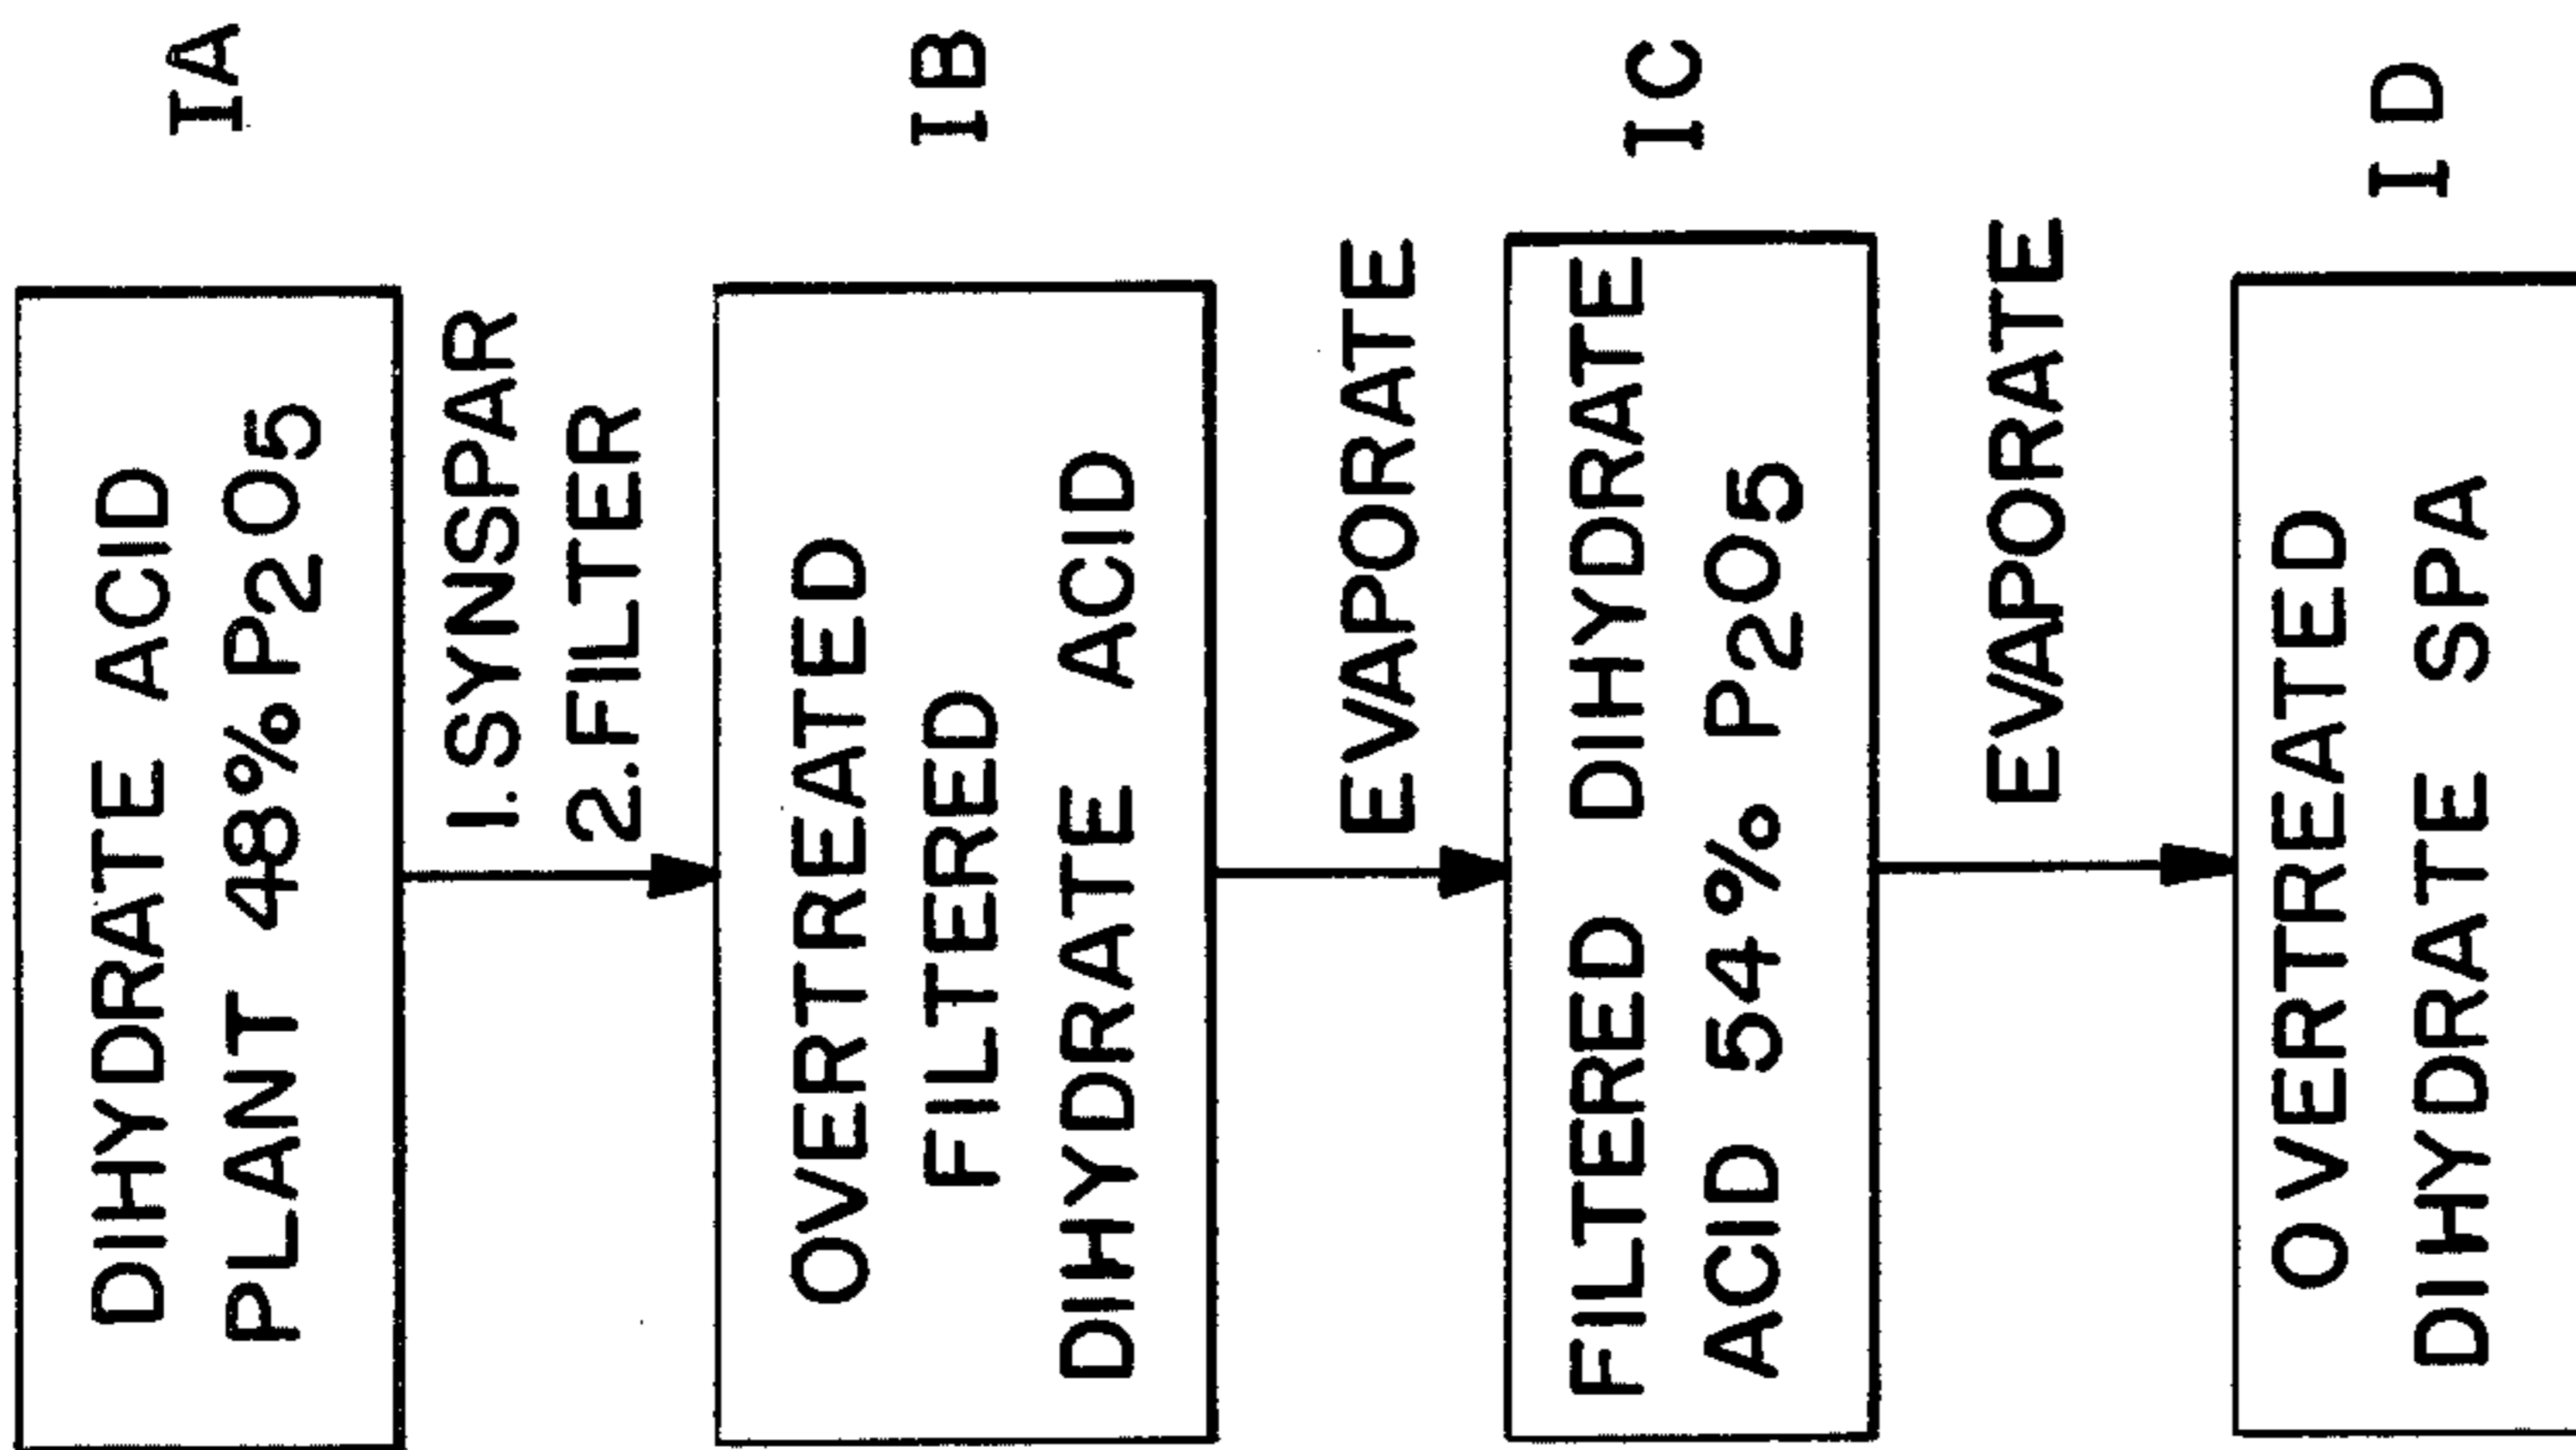 DIHYDRATE ACID
PLANT 48% P2O5
IA
1. SYNSPAR
2. FILTER
OVERTREATED
FILTERED
DIHYDRATE ACID
IB
EVAPORATE
FILTERED DIHYDRATE
ACID 54% P2O5
IC
EVAPORATE
OVERTREATED
DIHYDRATE SPA
ID